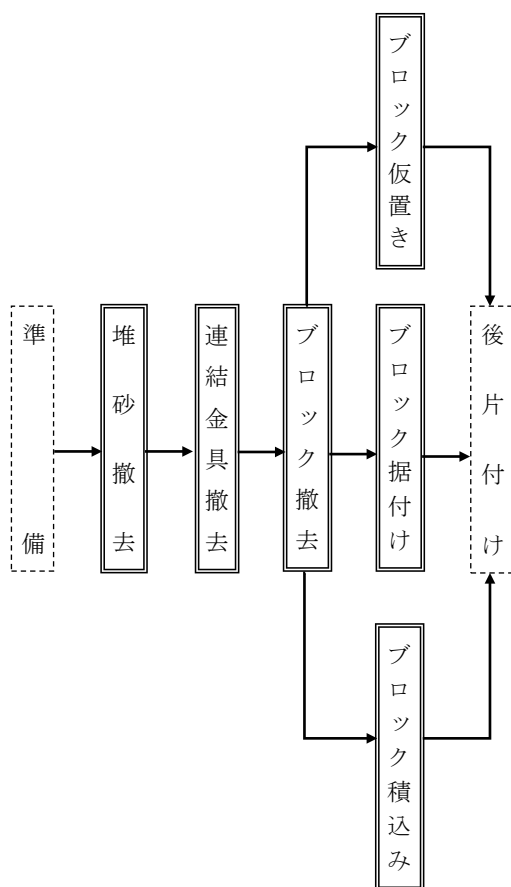 準備
堆砂撤去
連結金具撤去
ブロック撤去
ブロック仮置き
ブロック据付け
ブロック積込み
後片付け